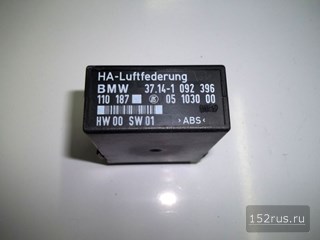 HA-Luftfederung
BMW 37.14-1 092 396
110 187 05 1030 00
HW 00 SW 01 >ABS<
152rus.ru